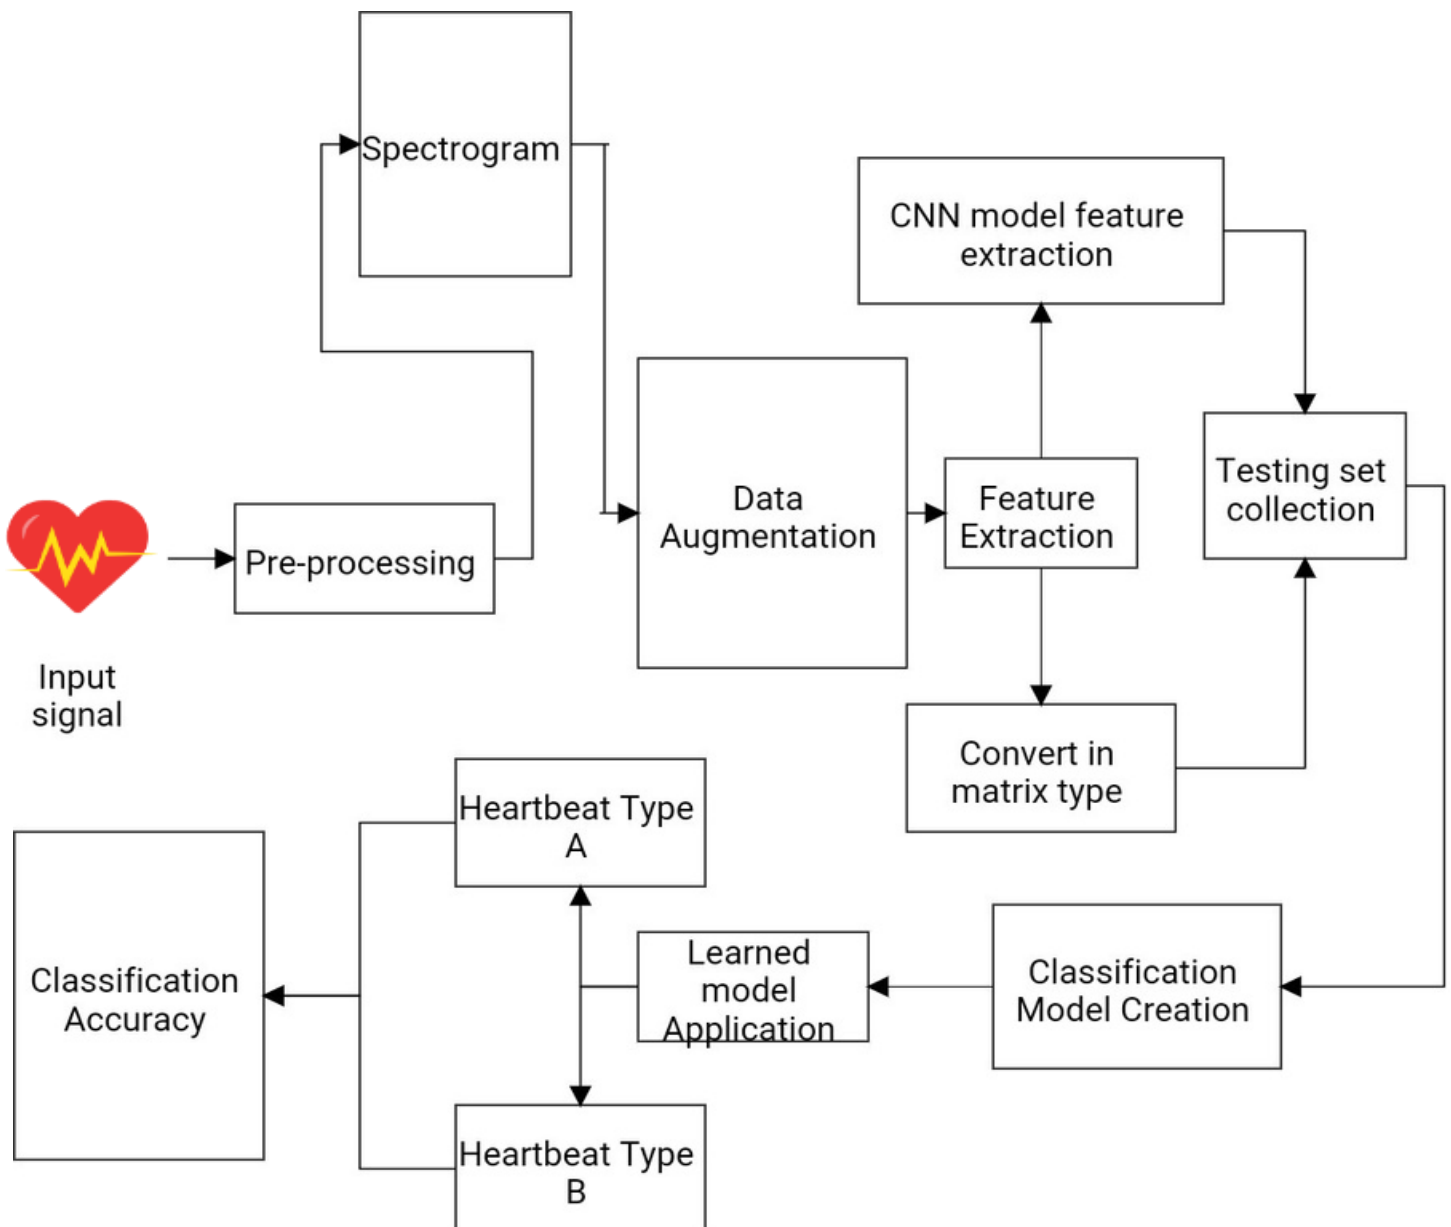 Spectrogram
CNN model feature
extraction
Testing set
collection
Data
Augmentation
Feature
Extraction
Pre-processing
Input
signal
Convert in
matrix type
Heartbeat Type
A
Classification
Accuracy
Learned
model
Application
Classification
Model Creation
Heartbeat Type
B